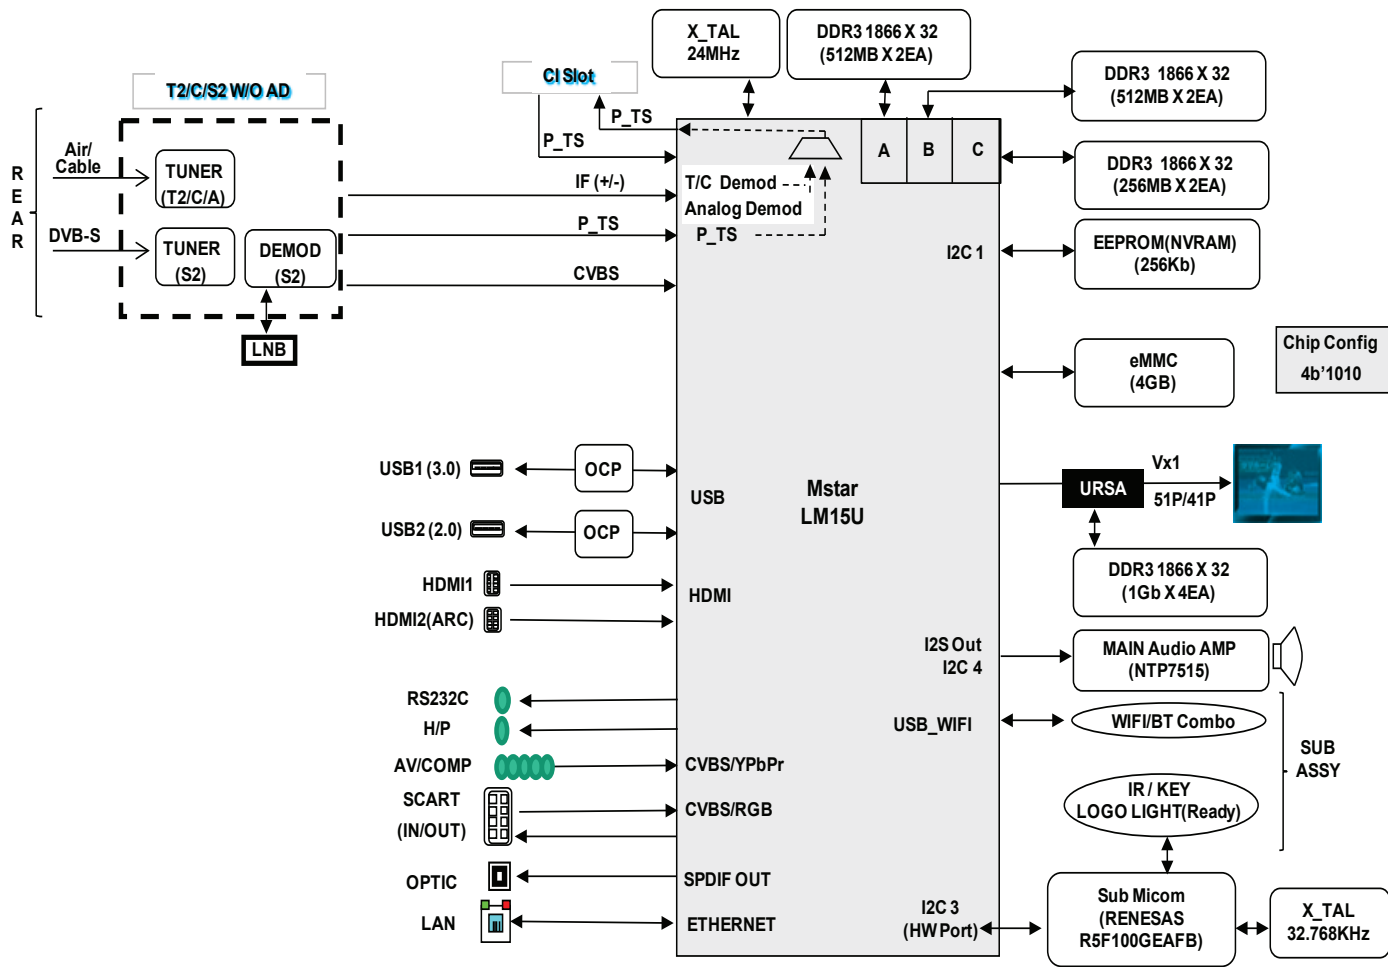 X_TAL
24MHz
DDR3 1866 X 32
(512MB X 2EA)
CI Slot
DDR3 1866 X 32
(512MB X 2EA)
T2/C/S2 W/O AD
P_TS
P_TS
A
B
C
R
E
A
R
Air/
Cable
TUNER
(T2/C/A)
DVB-S
TUNER
(S2)
DEMOD
(S2)
LNB
IF (+/-)
P_TS
CVBS
T/C Demod
Analog Demod
P_TS
DDR3 1866 X 32
(256MB X 2EA)
I2C 1
EEPROM(NVRAM)
(256Kb)
eMMC
(4GB)
Chip Config
4b'1010
USB1 (3.0)
OCP
USB
USB2 (2.0)
OCP
Mstar
LM15U
URSA
Vx1
51P/41P
DDR3 1866 X 32
(1Gb X 4EA)
HDMI1
HDMI
HDMI2(ARC)
I2S Out
I2C 4
MAIN Audio AMP
(NTP7515)
RS232C
H/P
USB_WIFI
WIFI/BT Combo
SUB
ASSY
AV/COMP
CVBS/YPbPr
SCART
(IN/OUT)
CVBS/RGB
IR / KEY
LOGO LIGHT(Ready)
OPTIC
SPDIF OUT
LAN
ETHERNET
I2C 3
(HW Port)
Sub Micom
(RENESAS
R5F100GEAFB)
X_TAL
32.768KHz